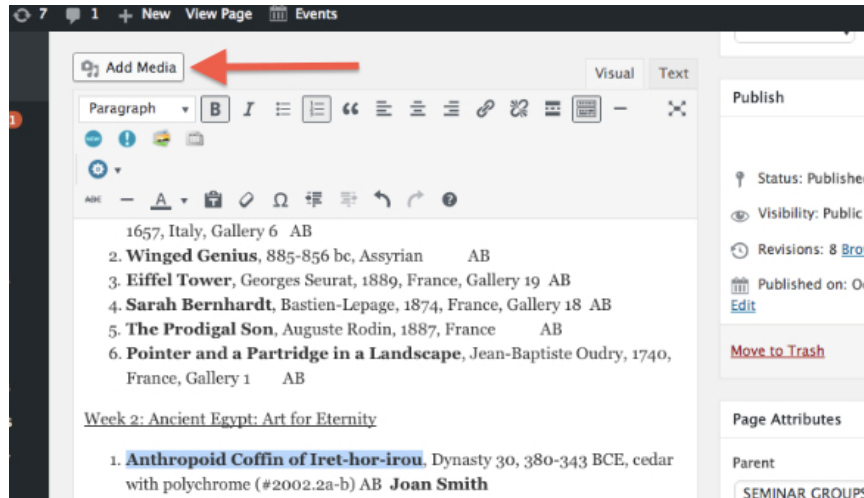 7 1 + New View Page Events
Add Media
Visual Text
Paragraph B I
ABC A Ω
1657, Italy, Gallery 6 AB
2. Winged Genius, 885-856 bc, Assyrian AB
3. Eiffel Tower, Georges Seurat, 1889, France, Gallery 19 AB
4. Sarah Bernhardt, Bastien-Lepage, 1874, France, Gallery 18 AB
5. The Prodigal Son, Auguste Rodin, 1887, France AB
6. Pointer and a Partridge in a Landscape, Jean-Baptiste Oudry, 1740,
France, Gallery 1 AB
Week 2: Ancient Egypt: Art for Eternity
1. Anthropoid Coffin of Iret-hor-irou, Dynasty 30, 380-343 BCE, cedar
with polychrome (#2002.2a-b) AB Joan Smith
1
Publish
Status: Publishe
Visibility: Public
Revisions: 8 Bro
Published on: O
Edit
Move to Trash
Page Attributes
Parent
SEMINAR GROUPS